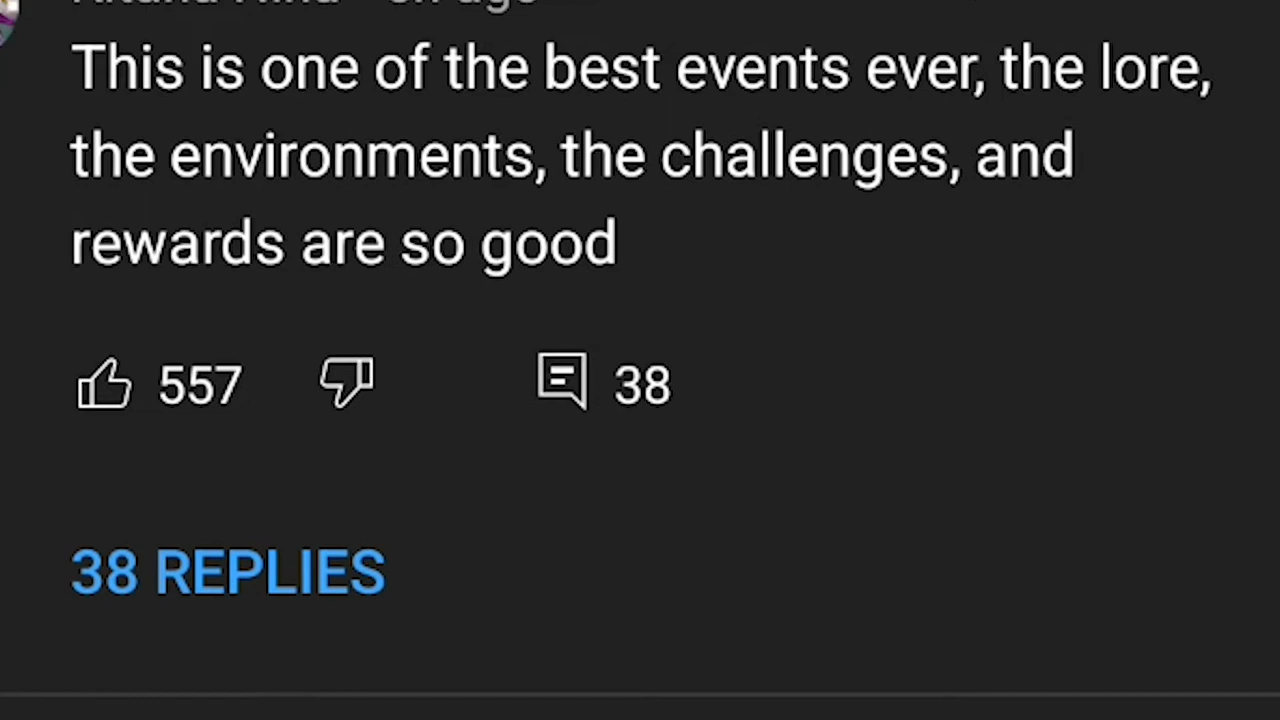 This is one of the best events ever, the lore,
the environments, the challenges, and
rewards are so good
557
38
38 REPLIES